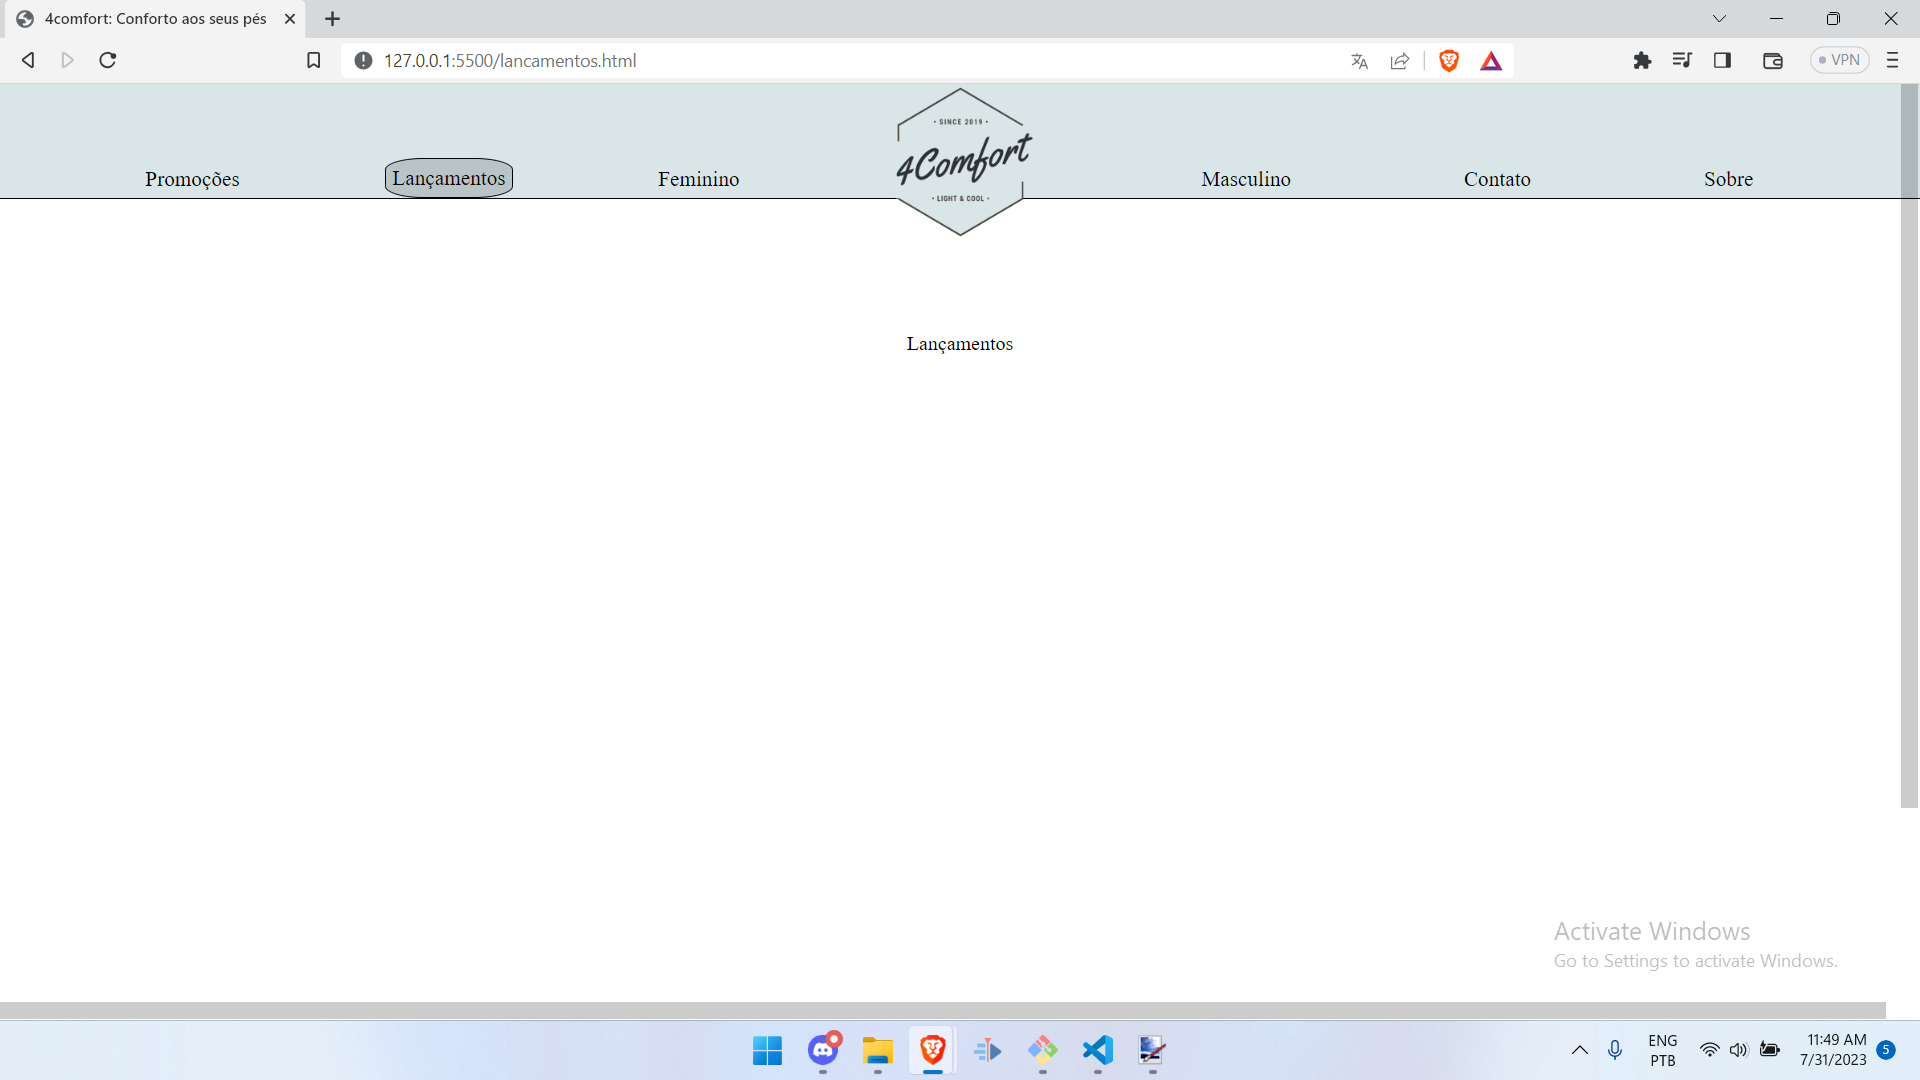 4comfort: Conforto aos seus pés
127.0.0.1:5500/lancamentos.html
VPN
• SINCE 2019 •
4Comfort
• LIGHT & COOL •
Promoções
Lançamentos
Feminino
Masculino
Contato
Sobre
Lançamentos
Activate Windows
Go to Settings to activate Windows.
ENG
PTB
11:49 AM
7/31/2023
5